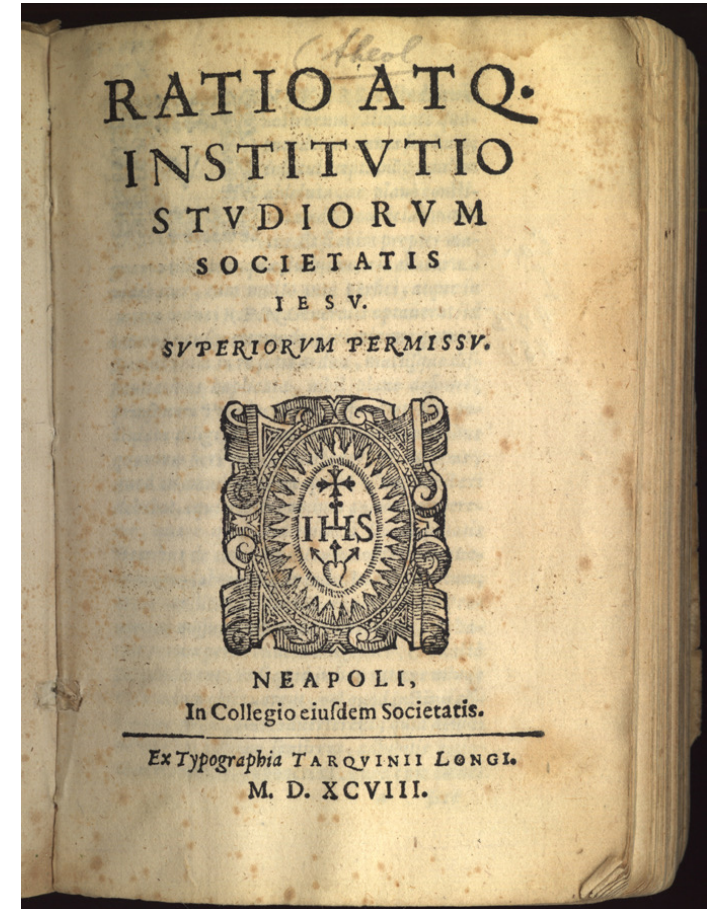 (theol
RATIO ATQ.
INSTITVTIO
STVDIORVM
SOCIETATIS
IESV.
SVPERIORVM PERMISSV.
IHS
NEAPOLI,
In Collegio eiuſdem Societatis.
Ex Typographia TARQVINII LONGI.
M. D. XCVIII.